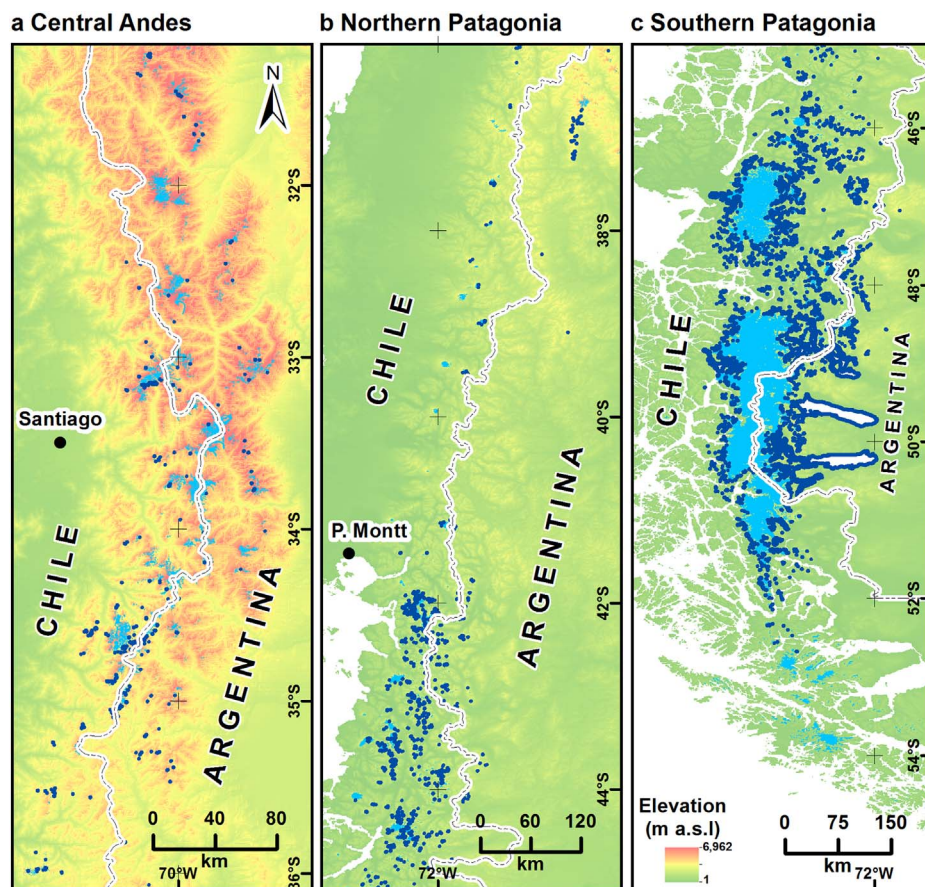 a Central Andes
N
32°S
33°S
Santiago
34°S
CHILE
ARGENTINA
35°S
0 40 80
km
70°W
36°S
b Northern Patagonia
38°S
CHILE
40°S
P. Montt
ARGENTINA
42°S
44°S
0 60 120
km
72°W
c Southern Patagonia
46°S
48°S
CHILE
ARGENTINA
50°S
52°S
54°S
Elevation
(m a.s.l)
6,962
-1
0 75 150
km
72°W